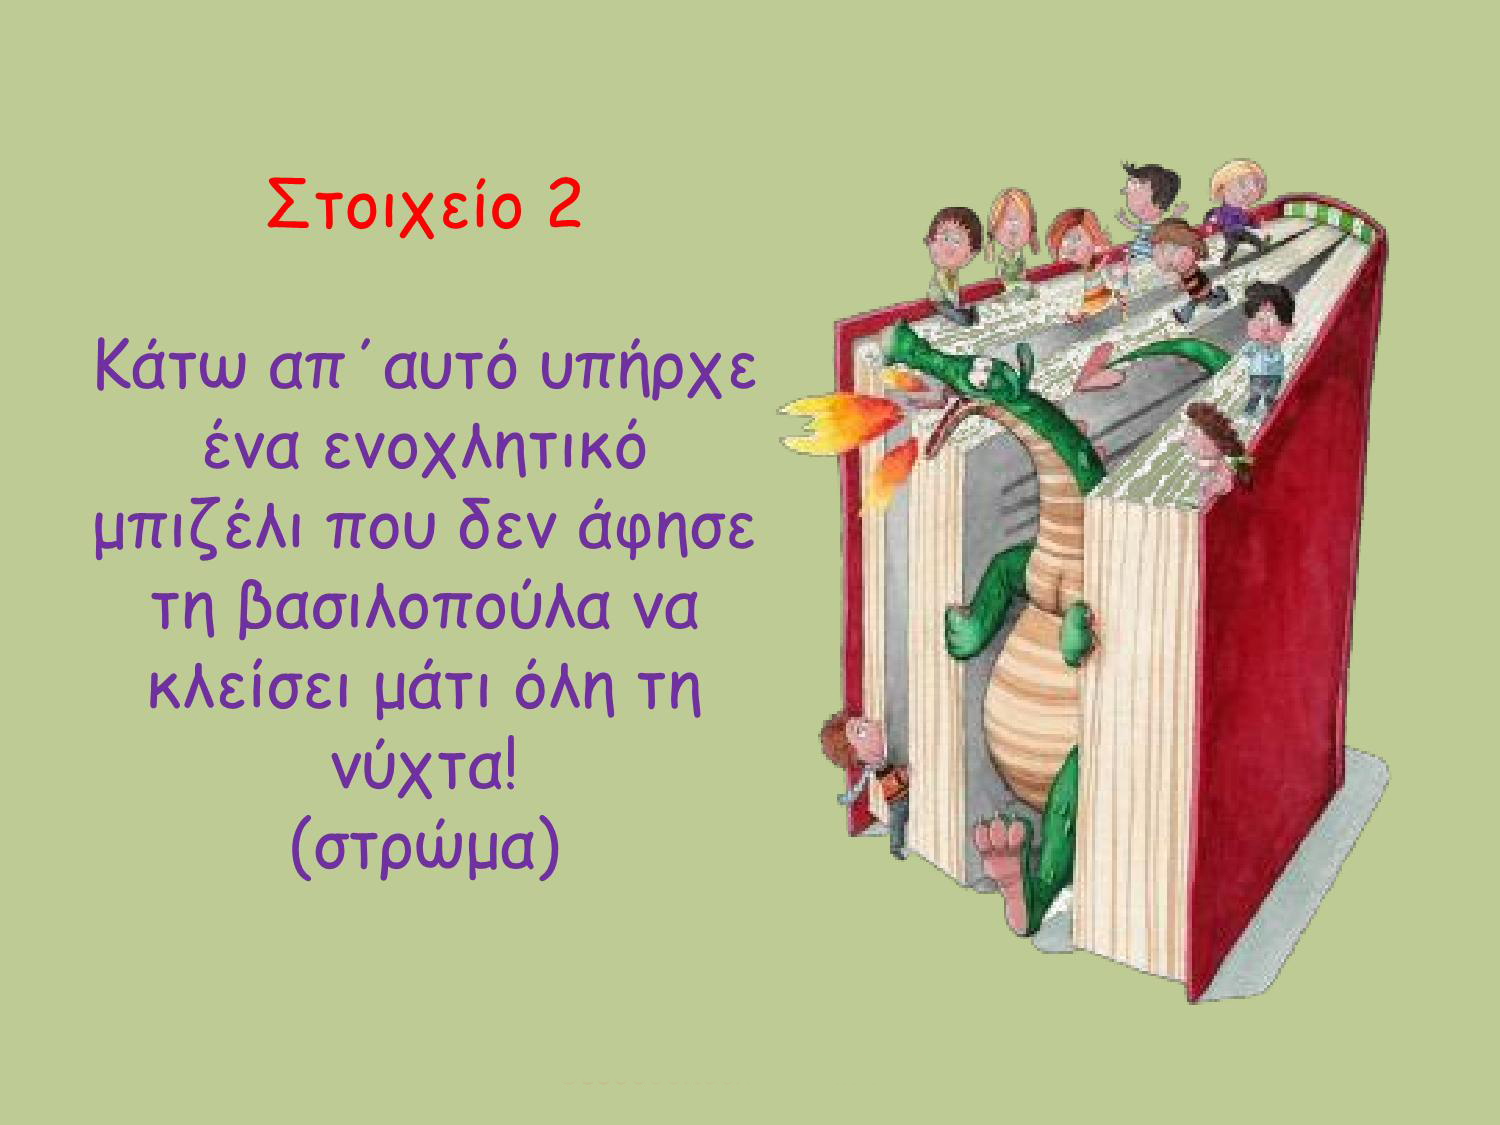 Στοιχείο 2
Κάτω απ΄αυτό υπήρχε
ένα ενοχλητικό
μπιζέλι που δεν άφησε
τη βασιλοπούλα να
κλείσει μάτι όλη τη
νύχτα!
(στρώμα)